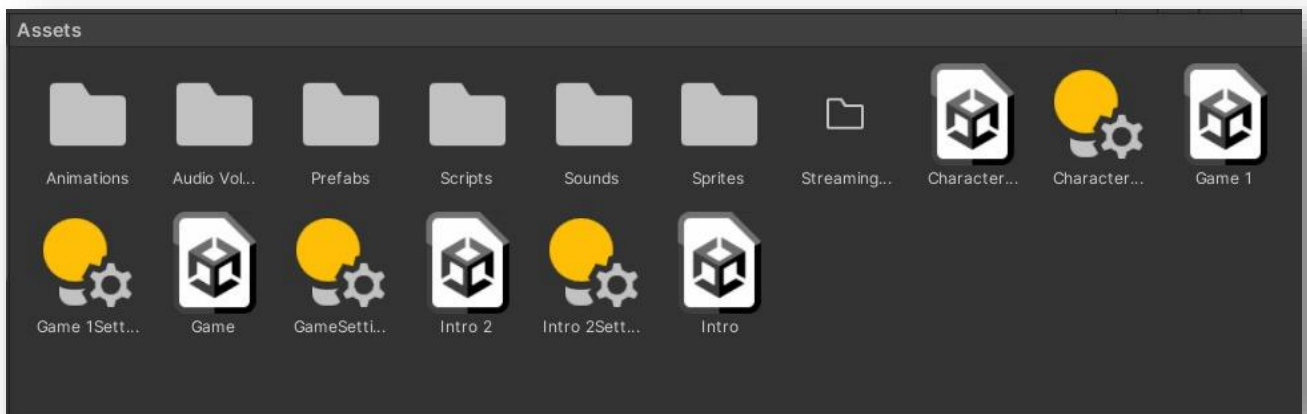 Assets
Animations Audio Vol... Prefabs Scripts Sounds Sprites Streaming... Character... Character... Game 1
Game 1Sett... Game GameSetti... Intro 2 Intro 2Sett... Intro